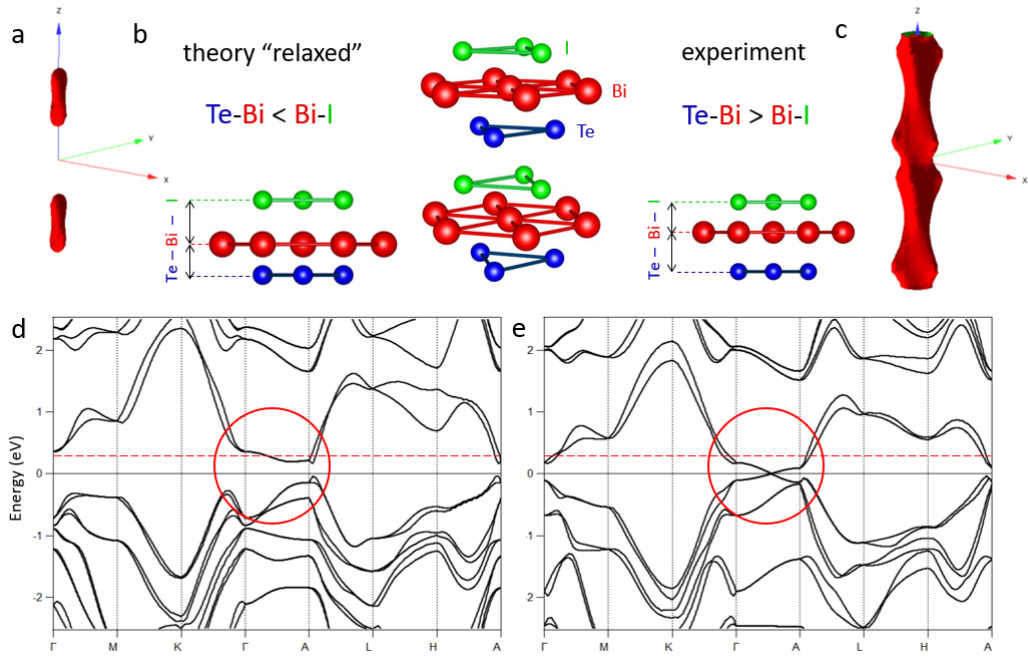 a
z
Y
X
b
theory “relaxed”
Te-Bi < Bi-I
Te – Bi – I
I
Bi
Te
experiment
Te-Bi > Bi-I
Te – Bi – I
c
z
Y
X
d
Energy (eV)
2
1
0
-1
-2
Γ M K Γ A L H A
e
2
1
0
-1
-2
Γ M K Γ A L H A